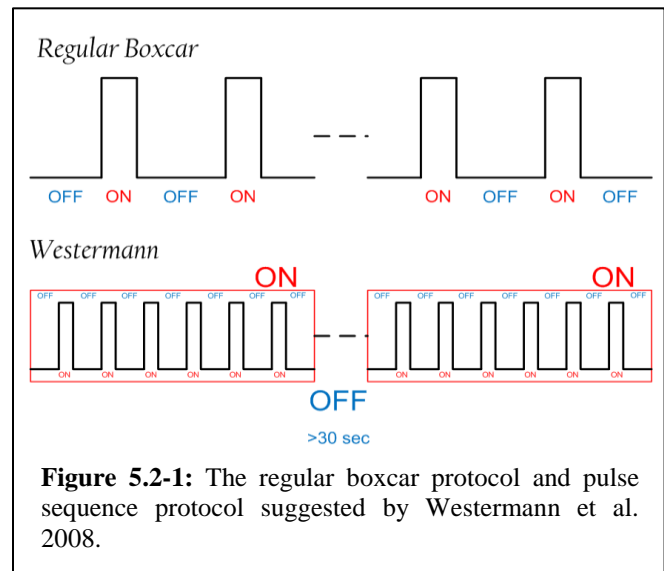 Regular Boxcar
OFF ON OFF ON ON OFF ON OFF
Westermann
ON ON
OFF OFF OFF OFF OFF OFF OFF OFF OFF OFF OFF OFF OFF OFF
ON ON ON ON ON ON ON ON ON ON ON ON
OFF
>30 sec
Figure 5.2-1: The regular boxcar protocol and pulse
sequence protocol suggested by Westermann et al.
2008.